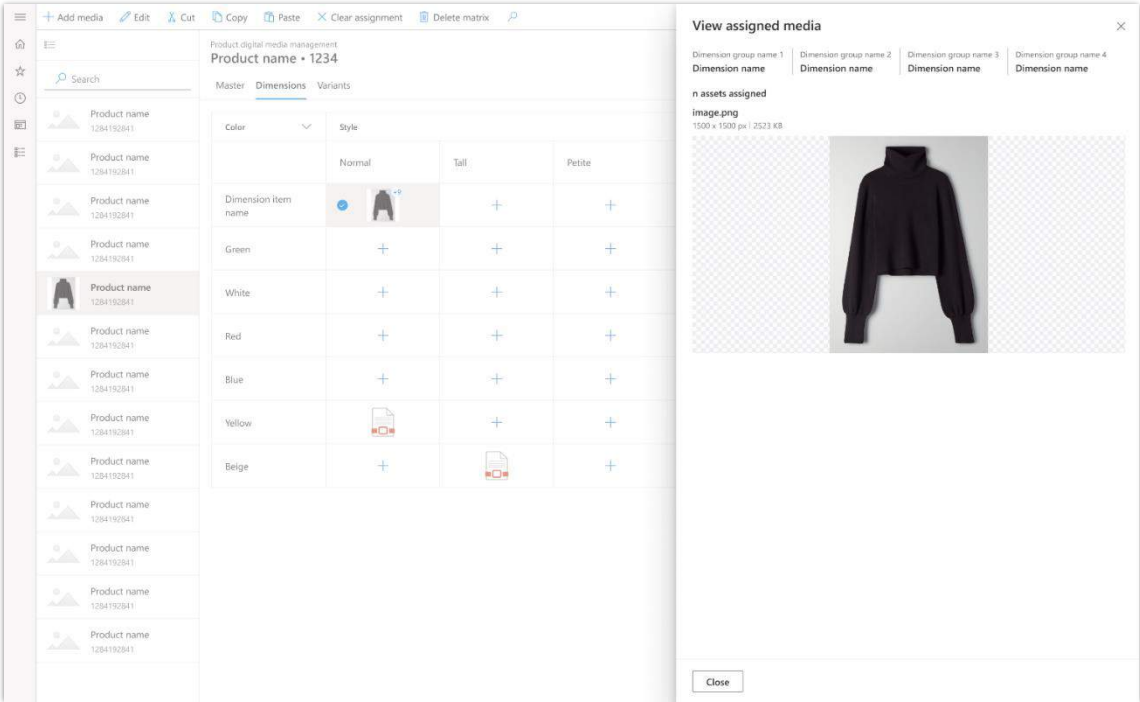 Add media Edit Cut Copy Paste Clear assignment Delete matrix
Search
Product name
1284192841
Product name
1284192841
Product name
1284192841
Product name
1284192841
Product name
1284192841
Product name
1284192841
Product name
1284192841
Product name
1284192841
Product name
1284192841
Product name
1284192841
Product name
1284192841
Product name
1284192841
Product name
1284192841
Product digital media management
Product name • 1234
Master Dimensions Variants
Color Style
Normal Tall Petite
Dimension item
name
+9
Green
White
Red
Blue
Yellow
Beige
View assigned media
Dimension group name 1 Dimension group name 2 Dimension group name 3 Dimension group name 4
Dimension name Dimension name Dimension name Dimension name
n assets assigned
image.png
1500 x 1500 px | 2523 KB
Close